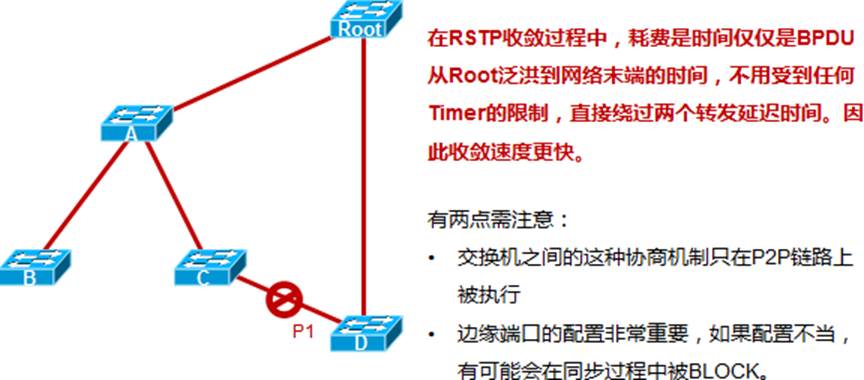 Root
在RSTP收敛过程中，耗费是时间仅仅是BPDU
从Root泛洪到网络末端的时间，不用受到任何
A
Timer的限制，直接绕过两个转发延迟时间。因
此收敛速度更快。
有两点需注意：
B
C
• 交换机之间的这种协商机制只在P2P链路上
被执行
P1
D
• 边缘端口的配置非常重要，如果配置不当，
有可能会在同步过程中被BLOCK。